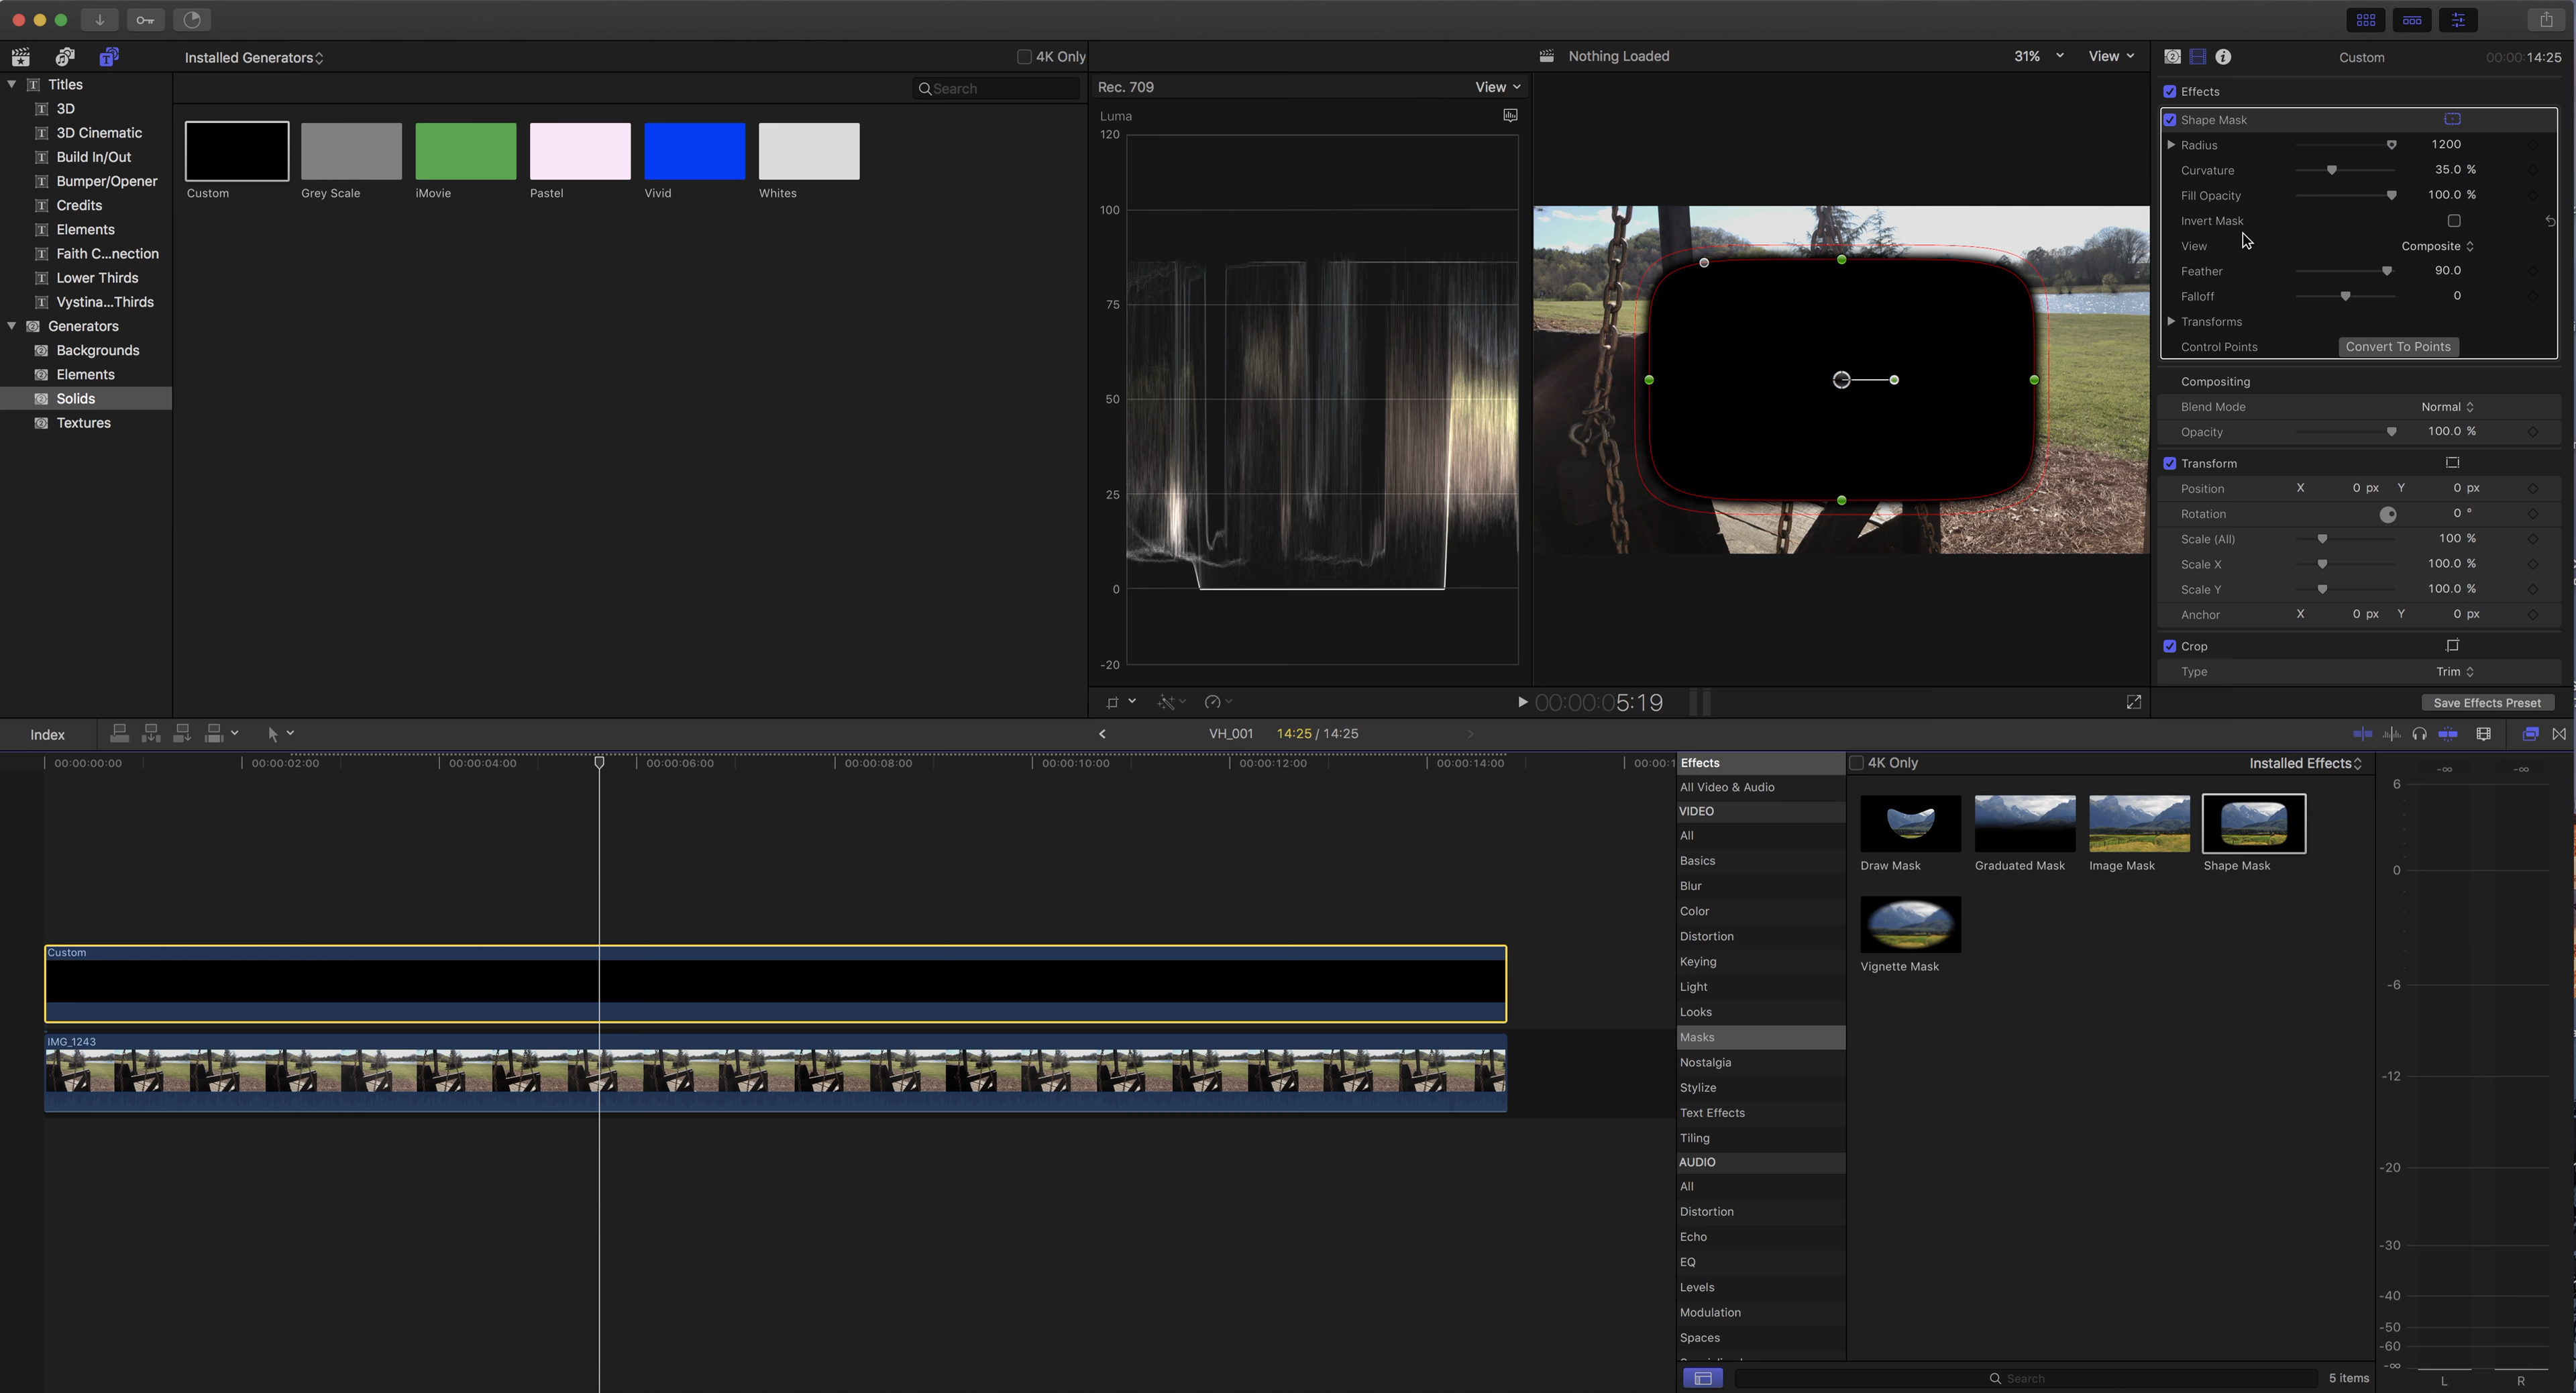 Installed Generators
4K Only
Nothing Loaded
31%
View
Custom
00:00:00:14:25
Titles
3D
3D Cinematic
Build In/Out
Bumper/Opener
Credits
Elements
Faith C...nection
Lower Thirds
Vystina...Thirds
Generators
Backgrounds
Elements
Solids
Textures
Search
Custom
Grey Scale
iMovie
Pastel
Vivid
Whites
Rec. 709
View
Luma
120
100
75
50
25
0
-20
Effects
Shape Mask
Radius 1200
Curvature 35.0 %
Fill Opacity 100.0 %
Invert Mask
View Composite
Feather 90.0
Falloff 0
Transforms
Control Points Convert To Points
Compositing
Blend Mode Normal
Opacity 100.0 %
Transform
Position X 0 px Y 0 px
Rotation 0 °
Scale (All) 100 %
Scale X 100.0 %
Scale Y 100.0 %
Anchor X 0 px Y 0 px
Crop
Type Trim
00:00:05:19
Save Effects Preset
Index
VH_001
14:25 / 14:25
00:00:00:00
00:00:02:00
00:00:04:00
00:00:06:00
00:00:08:00
00:00:10:00
00:00:12:00
00:00:14:00
00:00:1
Custom
IMG_1243
Effects
All Video & Audio
VIDEO
All
Basics
Blur
Color
Distortion
Keying
Light
Looks
Masks
Nostalgia
Stylize
Text Effects
Tiling
AUDIO
All
Distortion
Echo
EQ
Levels
Modulation
Spaces
4K Only
Installed Effects
Draw Mask
Graduated Mask
Image Mask
Shape Mask
Vignette Mask
Search
5 items
-∞ -∞
6
0
-6
-12
-20
-30
-40
-50
-60
-∞
L R